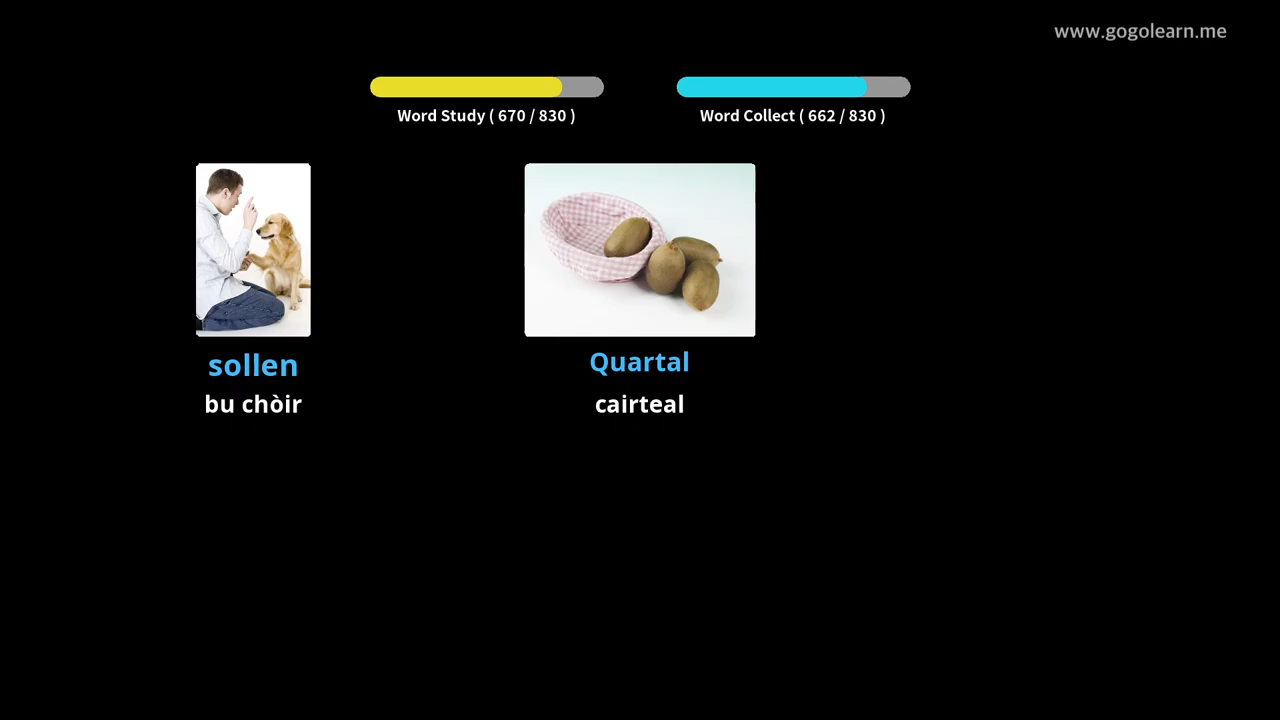 www.gogolearn.me
Word Study ( 670 / 830 )
Word Collect ( 662 / 830 )
sollen
bu chòir
Quartal
cairteal